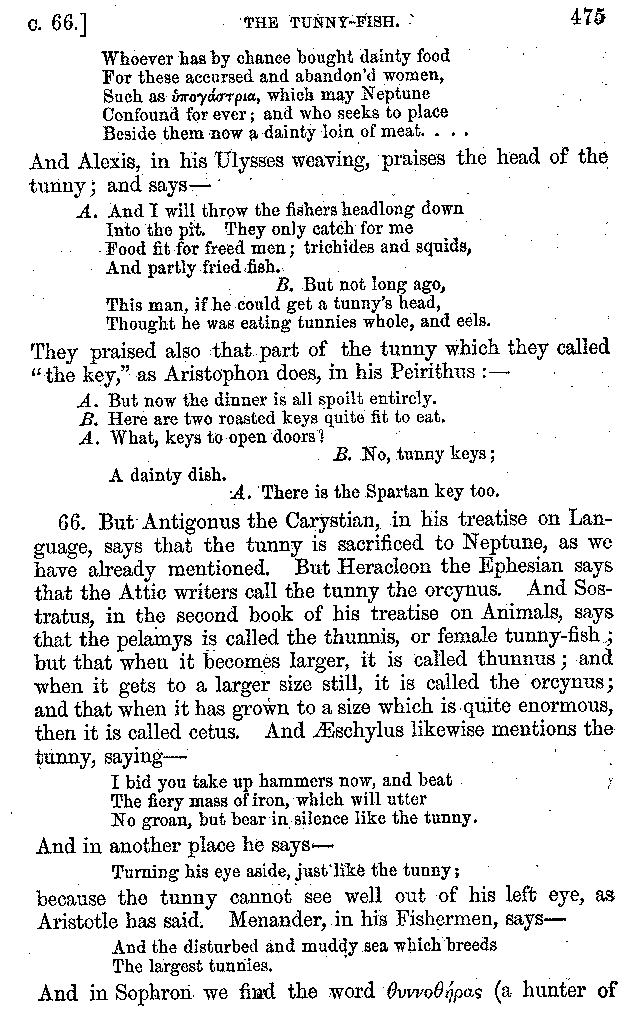 C. 66.] THE TUNNY-FISH. 475
Whoever has by chance bought dainty food
For these accursed and abandon'd women,
Such as ὑπογάστρια, which may Neptune
Confound for ever; and who seeks to place
Beside them now a dainty loin of meat. . . .
And Alexis, in his Ulysses weaving, praises the head of the
tunny; and says—
A. And I will throw the fishers headlong down
Into the pit. They only catch for me
Food fit for freed men; trichides and squids,
And partly fried fish.
B. But not long ago,
This man, if he could get a tunny's head,
Thought he was eating tunnies whole, and eels.
They praised also that part of the tunny which they called
"the key," as Aristophon does, in his Peirithus :—
A. But now the dinner is all spoilt entirely.
B. Here are two roasted keys quite fit to eat.
A. What, keys to open doors?
B. No, tunny keys;
A dainty dish.
A. There is the Spartan key too.
66. But Antigonus the Carystian, in his treatise on Lan-
guage, says that the tunny is sacrificed to Neptune, as we
have already mentioned. But Heracleon the Ephesian says
that the Attic writers call the tunny the orcynus. And Sos-
tratus, in the second book of his treatise on Animals, says
that the pelamys is called the thunnis, or female tunny-fish;
but that when it becomes larger, it is called thunnus; and
when it gets to a larger size still, it is called the orcynus;
and that when it has grown to a size which is quite enormous,
then it is called cetus. And Æschylus likewise mentions the
tunny, saying—
I bid you take up hammers now, and beat
The fiery mass of iron, which will utter
No groan, but bear in silence like the tunny.
And in another place he says—
Turning his eye aside, just like the tunny;
because the tunny cannot see well out of his left eye, as
Aristotle has said. Menander, in his Fishermen, says—
And the disturbed and muddy sea which breeds
The largest tunnies.
And in Sophron we find the word θυννοθήρας (a hunter of